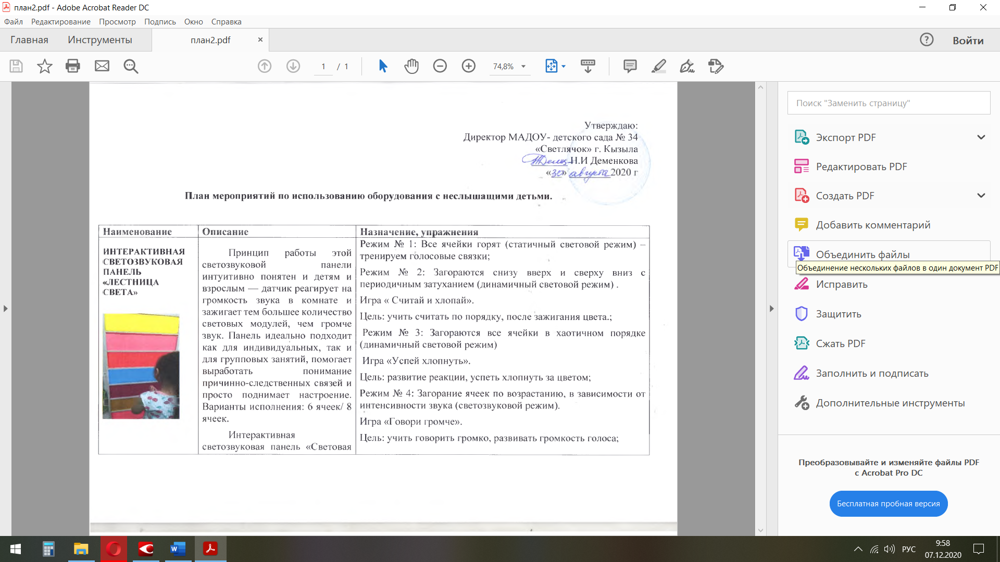 план2.pdf - Adobe Acrobat Reader DC
Файл Редактирование Просмотр Подпись Окно Справка
Главная Инструменты план2.pdf Войти
1 / 1 74,8%
Утверждаю:
Директор МАДОУ- детского сада № 34
«Светлячок» г. Кызыла
Н.И Деменкова
«30» августа 2020 г
План мероприятий по использованию оборудования с неслышащими детьми.
Наименование
ИНТЕРАКТИВНАЯ
СВЕТОЗВУКОВАЯ
ПАНЕЛЬ
«ЛЕСТНИЦА
СВЕТА»
Описание
Принцип работы этой
светозвуковой панели
интуитивно понятен и детям и
взрослым — датчик реагирует на
громкость звука в комнате и
зажигает тем большее количество
световых модулей, чем громче
звук. Панель идеально подходит
как для индивидуальных, так и
для групповых занятий, помогает
выработать понимание
причинно-следственных связей и
просто поднимает настроение.
Варианты исполнения: 6 ячеек/ 8
ячеек.
Интерактивная
светозвуковая панель «Световая
Назначение, упражнения
Режим № 1: Все ячейки горят (статичный световой режим) –
тренируем голосовые связки;
Режим № 2: Загораются снизу вверх и сверху вниз с
периодичным затуханием (динамичный световой режим) .
Игра « Считай и хлопай».
Цель: учить считать по порядку, после зажигания цвета.;
Режим № 3: Загораются все ячейки в хаотичном порядке
(динамичный световой режим)
Игра «Успей хлопнуть».
Цель: развитие реакции, успеть хлопнуть за цветом;
Режим № 4: Загорание ячеек по возрастанию, в зависимости от
интенсивности звука (светозвуковой режим).
Игра «Говори громче».
Цель: учить говорить громко, развивать громкость голоса;
Поиск "Заменить страницу"
Экспорт PDF
Редактировать PDF
Создать PDF
Добавить комментарий
Объединить файлы
Объединение нескольких файлов в один документ PDF
Исправить
Защитить
Сжать PDF
Заполнить и подписать
Дополнительные инструменты
Преобразовывайте и изменяйте файлы PDF
с Acrobat Pro DC
Бесплатная пробная версия
РУС
9:58
07.12.2020